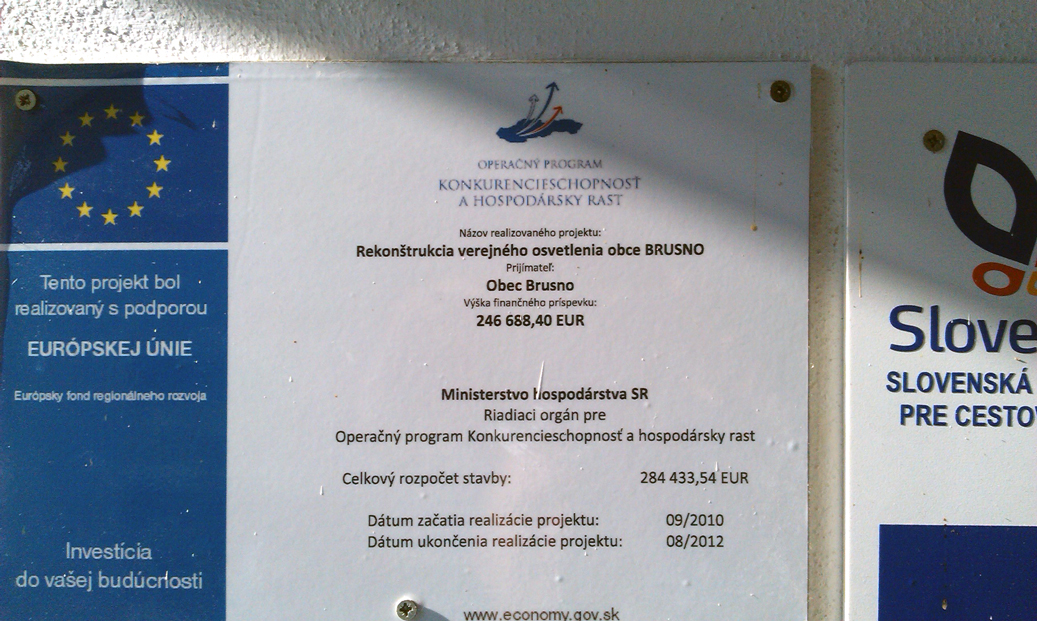 Tento projekt bol
realizovaný s podporou
EURÓPSKEJ ÚNIE
Európsky fond regionálneho rozvoja
Investícia
do vašej budúcnosti
OPERAČNÝ PROGRAM
KONKURENCIESCHOPNOSŤ
A HOSPODÁRSKY RAST
Názov realizovaného projektu:
Rekonštrukcia verejného osvetlenia obce BRUSNO
Prijímateľ:
Obec Brusno
Výška finančného príspevku:
246 688,40 EUR
Ministerstvo hospodárstva SR
Riadiaci orgán pre
Operačný program Konkurencieschopnosť a hospodársky rast
Celkový rozpočet stavby: 284 433,54 EUR
Dátum začatia realizácie projektu: 09/2010
Dátum ukončenia realizácie projektu: 08/2012
www.economy.gov.sk
Slove
SLOVENSKÁ
PRE CESTOV